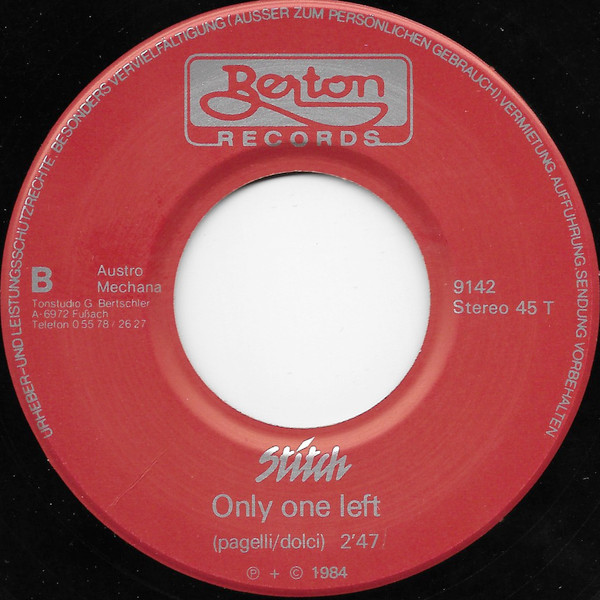 URHEBER-UND LEISTUNGSSCHUTZRECHTE, BESONDERS VERVIELFÄLTIGUNG (AUSSER ZUM PERSÖNLICHEN GEBRAUCH), VERMIETUNG, AUFFÜHRUNG, SENDUNG VORBEHALTEN.
Berton
RECORDS
B
Austro
Mechana
Tonstudio G. Bertschler
A-6972 Fußach
Telefon 0 55 78 / 26 27
9142
Stereo 45 T
Stitch
Only one left
(pagelli/dolci) 2'47
℗ + © 1984